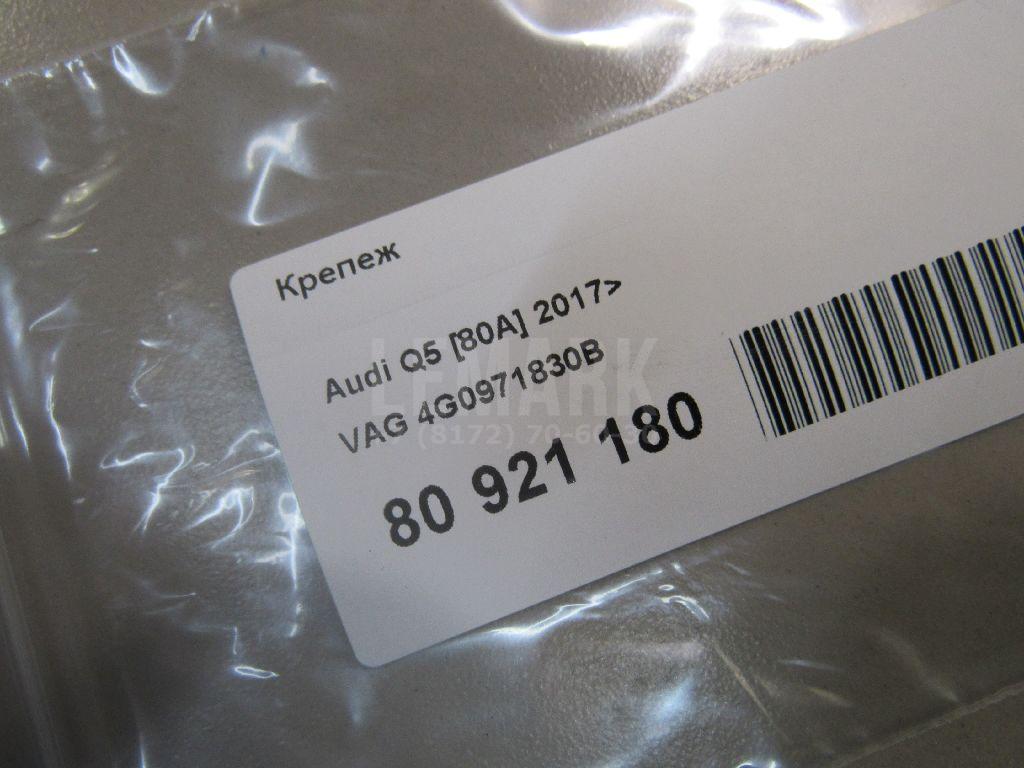 Крепеж
Audi Q5 [80A] 2017>
VAG 4G0971830B
80 921 180
LEMARK
(8172) 70-60-